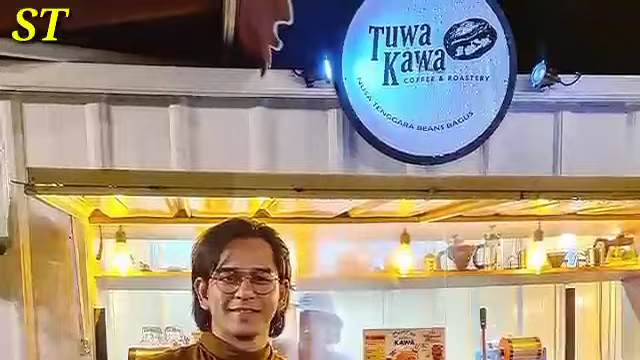 ST
TUWA
KAWA
COFFEE & ROASTERY
NUSA TENGGARA BEANS BAGUS
KAWA